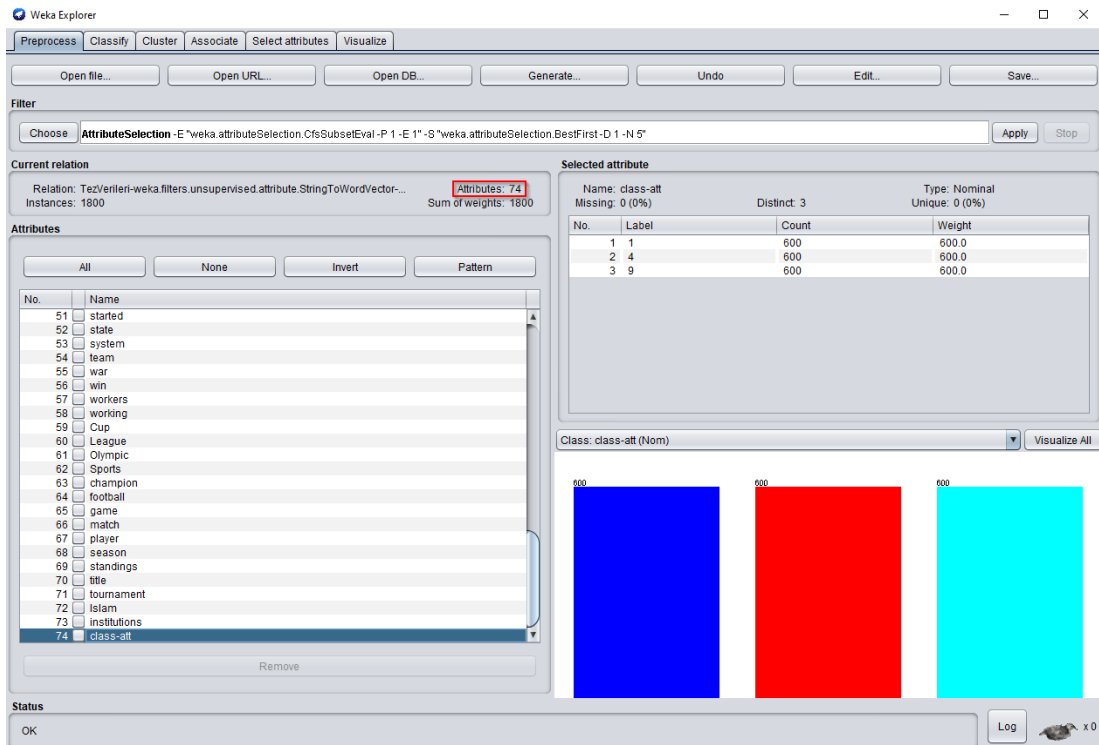 Weka Explorer
Preprocess Classify Cluster Associate Select attributes Visualize
Open file... Open URL... Open DB... Generate... Undo Edit... Save...
Filter
Choose AttributeSelection -E "weka.attributeSelection.CfsSubsetEval -P 1 -E 1" -S "weka.attributeSelection.BestFirst -D 1 -N 5" Apply Stop
Current relation
Relation: TezVerileri-weka.filters.unsupervised.attribute.StringToWordVector-... Attributes: 74
Instances: 1800 Sum of weights: 1800
Attributes
All None Invert Pattern
No. Name
51 started
52 state
53 system
54 team
55 war
56 win
57 workers
58 working
59 Cup
60 League
61 Olympic
62 Sports
63 champion
64 football
65 game
66 match
67 player
68 season
69 standings
70 title
71 tournament
72 Islam
73 institutions
74 class-att
Remove
Selected attribute
Name: class-att Type: Nominal
Missing: 0 (0%) Distinct: 3 Unique: 0 (0%)
No. Label Count Weight
1 1 600 600.0
2 4 600 600.0
3 9 600 600.0
Class: class-att (Nom) Visualize All
600 600 600
Status
OK Log x 0